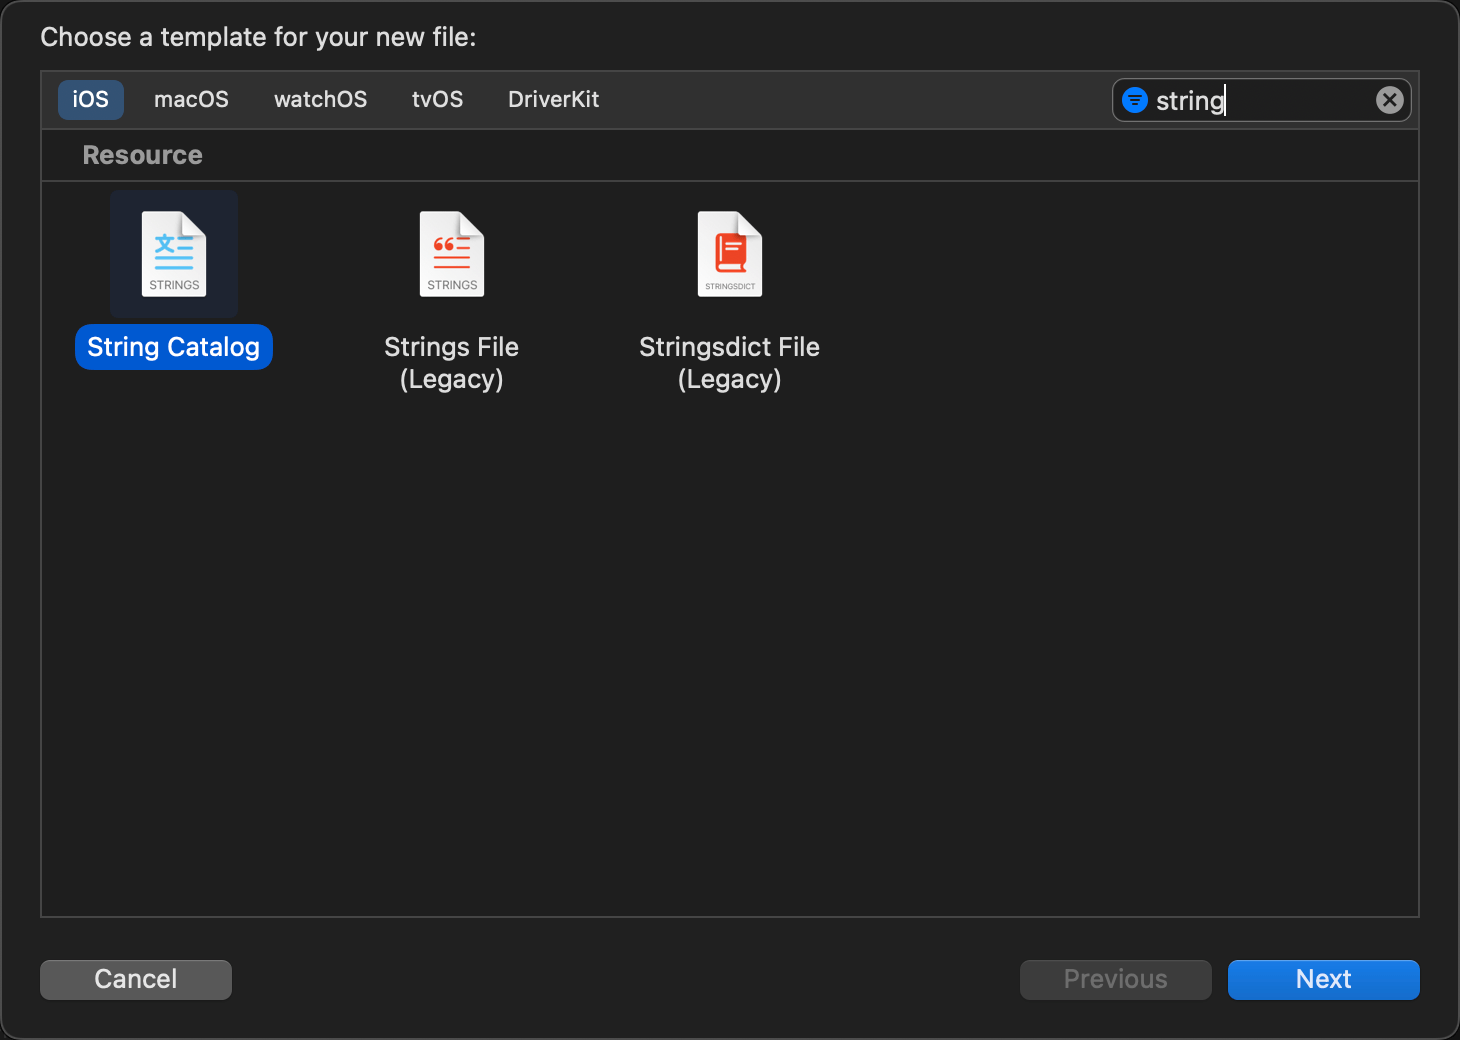 Choose a template for your new file:
iOS macOS watchOS tvOS DriverKit string
Resource
文
STRINGS
“
STRINGS
STRINGSDICT
String Catalog
Strings File
(Legacy)
Stringsdict File
(Legacy)
Cancel Previous Next